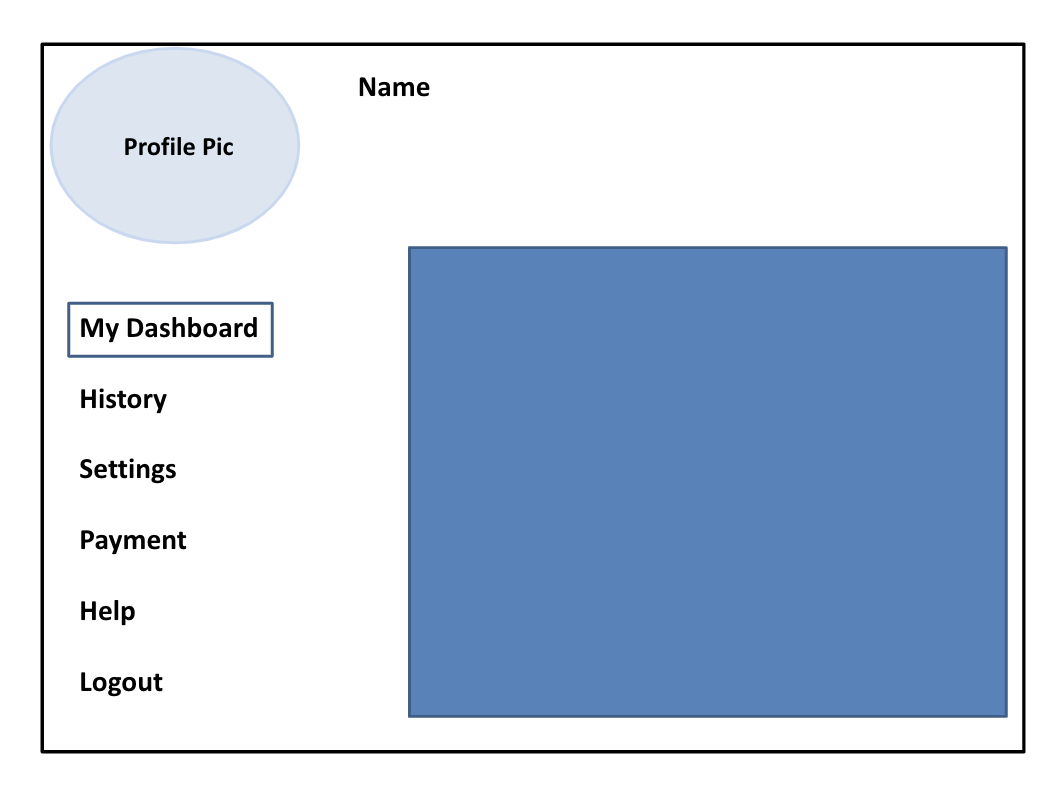 Name
Profile Pic
My Dashboard
History
Settings
Payment
Help
Logout